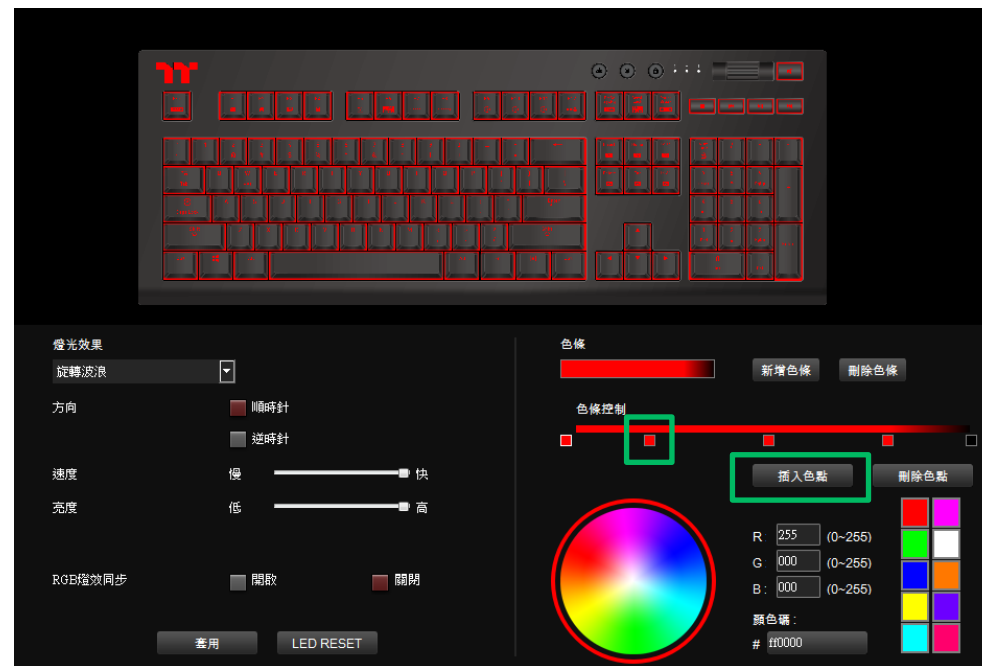 燈光效果
旋轉波浪
方向
順時針
逆時針
速度
慢
快
亮度
低
高
RGB燈效同步
開啟
關閉
套用
LED RESET
色條
新增色條
刪除色條
色條控制
插入色點
刪除色點
R 255 (0~255)
G 000 (0~255)
B : 000 (0~255)
顏色碼 :
# ff0000